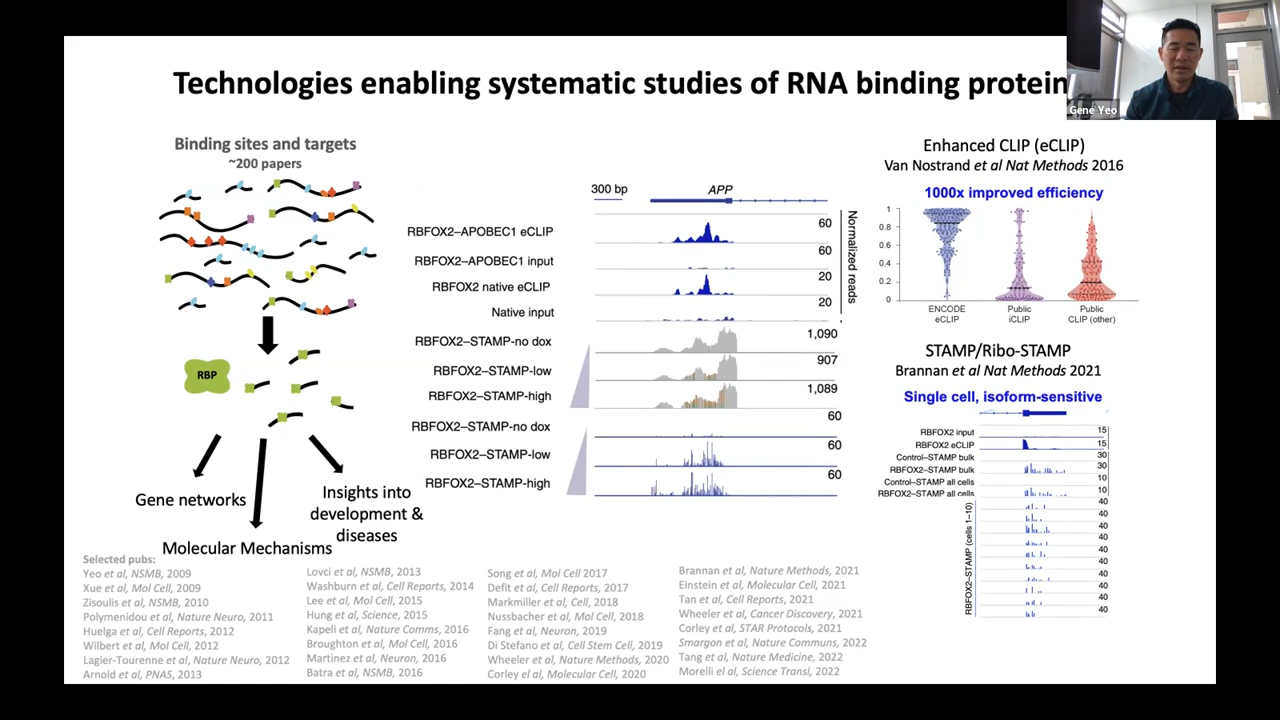 Technologies enabling systematic studies of RNA binding protein
Gene Yeo
Binding sites and targets
~200 papers
RBP
Gene networks
Molecular Mechanisms
Insights into
development &
diseases
300 bp
APP
RBFOX2–APOBEC1 eCLIP
60
RBFOX2–APOBEC1 input
60
RBFOX2 native eCLIP
20
Native input
20
Normalized reads
RBFOX2–STAMP-no dox
1,090
RBFOX2–STAMP-low
907
RBFOX2–STAMP-high
1,089
RBFOX2–STAMP-no dox
60
RBFOX2–STAMP-low
60
RBFOX2–STAMP-high
60
Enhanced CLIP (eCLIP)
Van Nostrand et al Nat Methods 2016
1000x improved efficiency
1
0.8
0.6
0.4
0.2
0
ENCODE
eCLIP
Public
iCLIP
Public
CLIP (other)
STAMP/Ribo-STAMP
Brannan et al Nat Methods 2021
Single cell, isoform-sensitive
RBFOX2 input
15
RBFOX2 eCLIP
15
Control–STAMP bulk
30
RBFOX2–STAMP bulk
30
Control–STAMP all cells
10
RBFOX2–STAMP all cells
10
RBFOX2–STAMP (cells 1–10)
40
40
40
40
40
40
40
40
40
40
Selected pubs:
Yeo et al, NSMB, 2009
Xue et al, Mol Cell, 2009
Zisoulis et al, NSMB, 2010
Polymenidou et al, Nature Neuro, 2011
Huelga et al, Cell Reports, 2012
Wilbert et al, Mol Cell, 2012
Lagier-Tourenne et al, Nature Neuro, 2012
Arnold et al, PNAS, 2013
Lovci et al, NSMB, 2013
Washburn et al, Cell Reports, 2014
Lee et al, Mol Cell, 2015
Hung et al, Science, 2015
Kapeli et al, Nature Comms, 2016
Broughton et al, Mol Cell, 2016
Martinez et al, Neuron, 2016
Batra et al, NSMB, 2016
Song et al, Mol Cell 2017
Defit et al, Cell Reports, 2017
Markmiller et al, Cell, 2018
Nussbacher et al, Mol Cell, 2018
Fang et al, Neuron, 2019
Di Stefano et al, Cell Stem Cell, 2019
Wheeler et al, Nature Methods, 2020
Corley el al, Molecular Cell, 2020
Brannan et al, Nature Methods, 2021
Einstein et al, Molecular Cell, 2021
Tan et al, Cell Reports, 2021
Wheeler et al, Cancer Discovery, 2021
Corley et al, STAR Protocols, 2021
Smargon et al, Nature Communs, 2022
Tang et al, Nature Medicine, 2022
Morelli el al, Science Transl, 2022